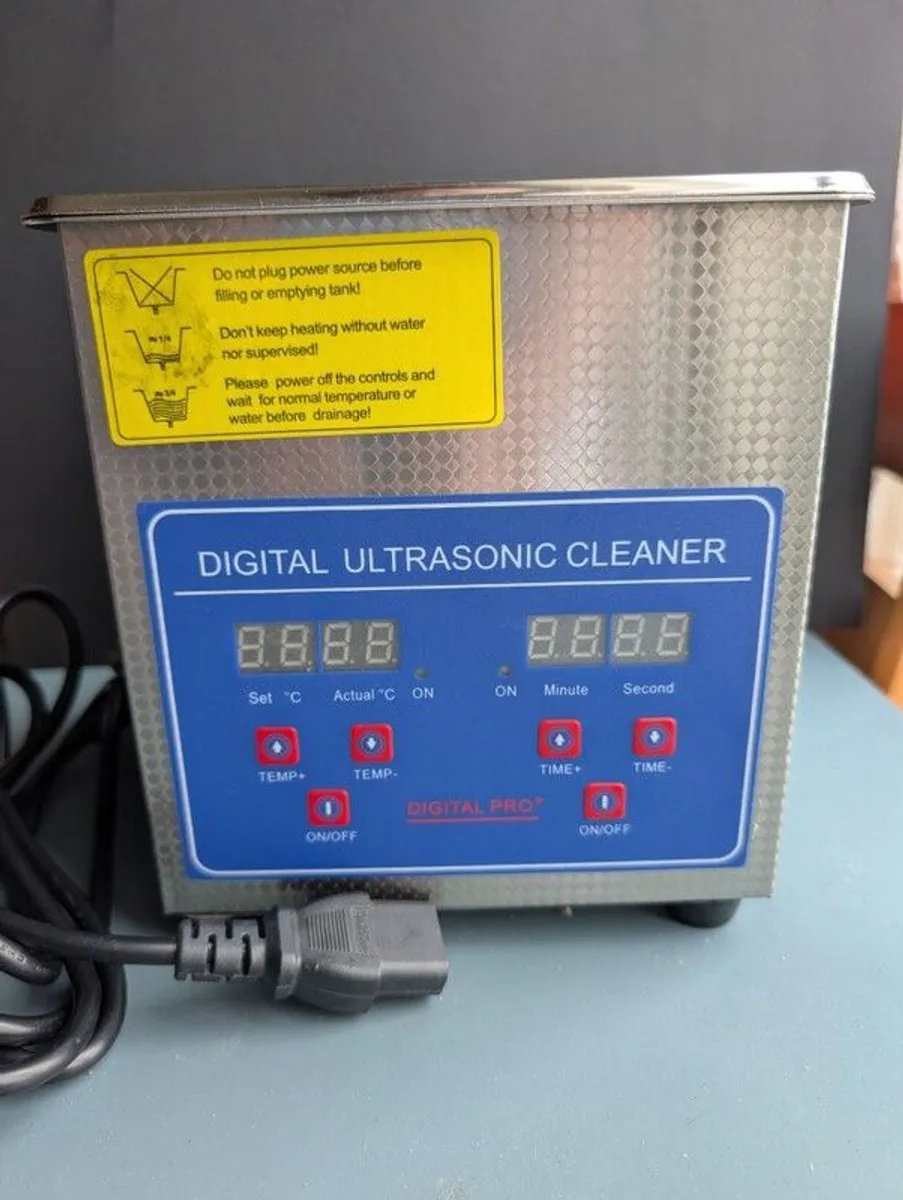 Do not plug power source before
filling or emptying tank!
Don't keep heating without water
nor supervised!
Please power off the controls and
wait for normal temperature or
water before drainage!
DIGITAL ULTRASONIC CLEANER
Set °C Actual °C ON ON Minute Second
TEMP+ TEMP- TIME+ TIME-
DIGITAL PRO+
ON/OFF ON/OFF